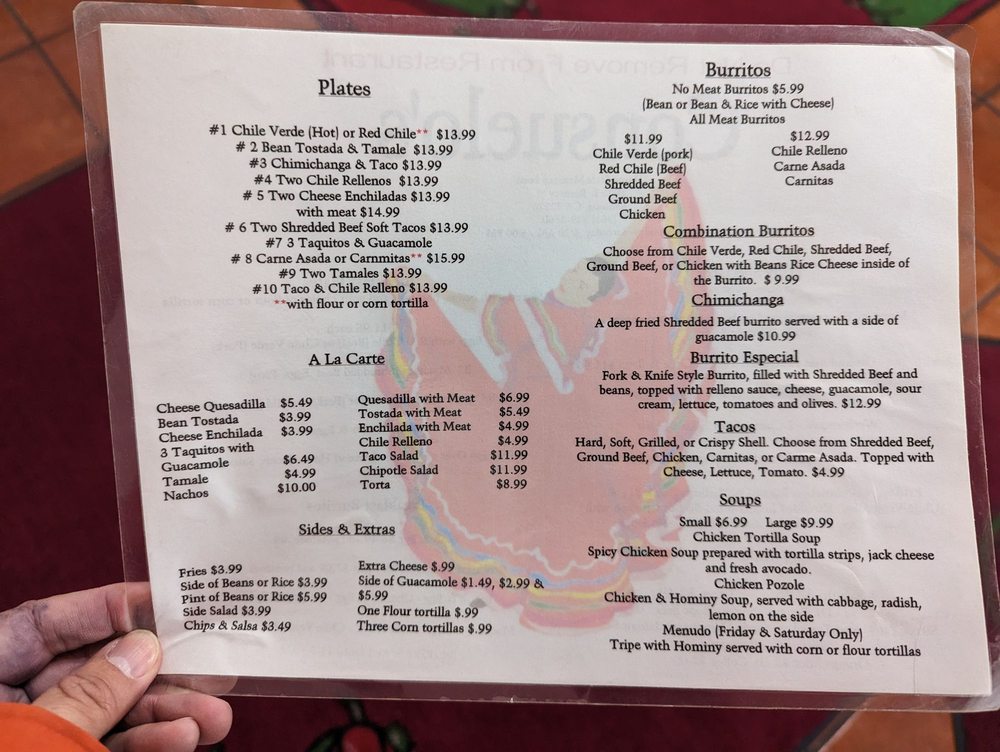 Plates
#1 Chile Verde (Hot) or Red Chile** $13.99
# 2 Bean Tostada & Tamale $13.99
#3 Chimichanga & Taco $13.99
#4 Two Chile Rellenos $13.99
# 5 Two Cheese Enchiladas $13.99
with meat $14.99
# 6 Two Shredded Beef Soft Tacos $13.99
#7 3 Taquitos & Guacamole
# 8 Carne Asada or Carmnitas** $15.99
#9 Two Tamales $13.99
#10 Taco & Chile Relleno $13.99
**with flour or corn tortilla
A La Carte
Cheese Quesadilla $5.49
Bean Tostada $3.99
Cheese Enchilada $3.99
3 Taquitos with
Guacamole $6.49
Tamale $4.99
Nachos $10.00
Quesadilla with Meat $6.99
Tostada with Meat $5.49
Enchilada with Meat $4.99
Chile Relleno $4.99
Taco Salad $11.99
Chipotle Salad $11.99
Torta $8.99
Sides & Extras
Fries $3.99
Side of Beans or Rice $3.99
Pint of Beans or Rice $5.99
Side Salad $3.99
Chips & Salsa $3.49
Extra Cheese $.99
Side of Guacamole $1.49, $2.99 &
$5.99
One Flour tortilla $.99
Three Corn tortillas $.99
Burritos
No Meat Burritos $5.99
(Bean or Bean & Rice with Cheese)
All Meat Burritos
$11.99
Chile Verde (pork)
Red Chile (Beef)
Shredded Beef
Ground Beef
Chicken
$12.99
Chile Relleno
Carne Asada
Carnitas
Combination Burritos
Choose from Chile Verde, Red Chile, Shredded Beef,
Ground Beef, or Chicken with Beans Rice Cheese inside of
the Burrito. $ 9.99
Chimichanga
A deep fried Shredded Beef burrito served with a side of
guacamole $10.99
Burrito Especial
Fork & Knife Style Burrito, filled with Shredded Beef and
beans, topped with relleno sauce, cheese, guacamole, sour
cream, lettuce, tomatoes and olives. $12.99
Tacos
Hard, Soft, Grilled, or Crispy Shell. Choose from Shredded Beef,
Ground Beef, Chicken, Carnitas, or Carme Asada. Topped with
Cheese, Lettuce, Tomato. $4.99
Soups
Small $6.99 Large $9.99
Chicken Tortilla Soup
Spicy Chicken Soup prepared with tortilla strips, jack cheese
and fresh avocado.
Chicken Pozole
Chicken & Hominy Soup, served with cabbage, radish,
lemon on the side
Menudo (Friday & Saturday Only)
Tripe with Hominy served with corn or flour tortillas